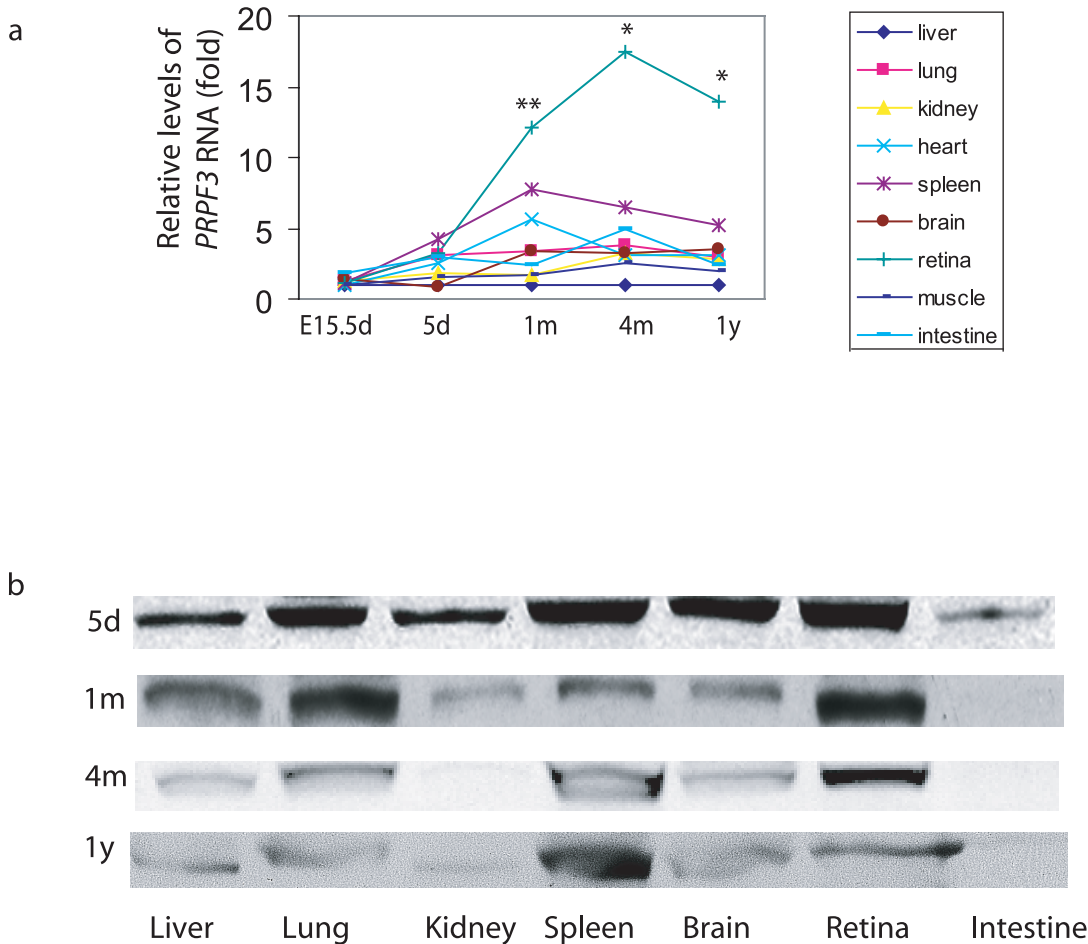 a
Relative levels of
PRPF3 RNA (fold)
20
15
10
5
0
**
*
*
E15.5d 5d 1m 4m 1y
liver
lung
kidney
heart
spleen
brain
retina
muscle
intestine
b
5d
1m
4m
1y
Liver Lung Kidney Spleen Brain Retina Intestine